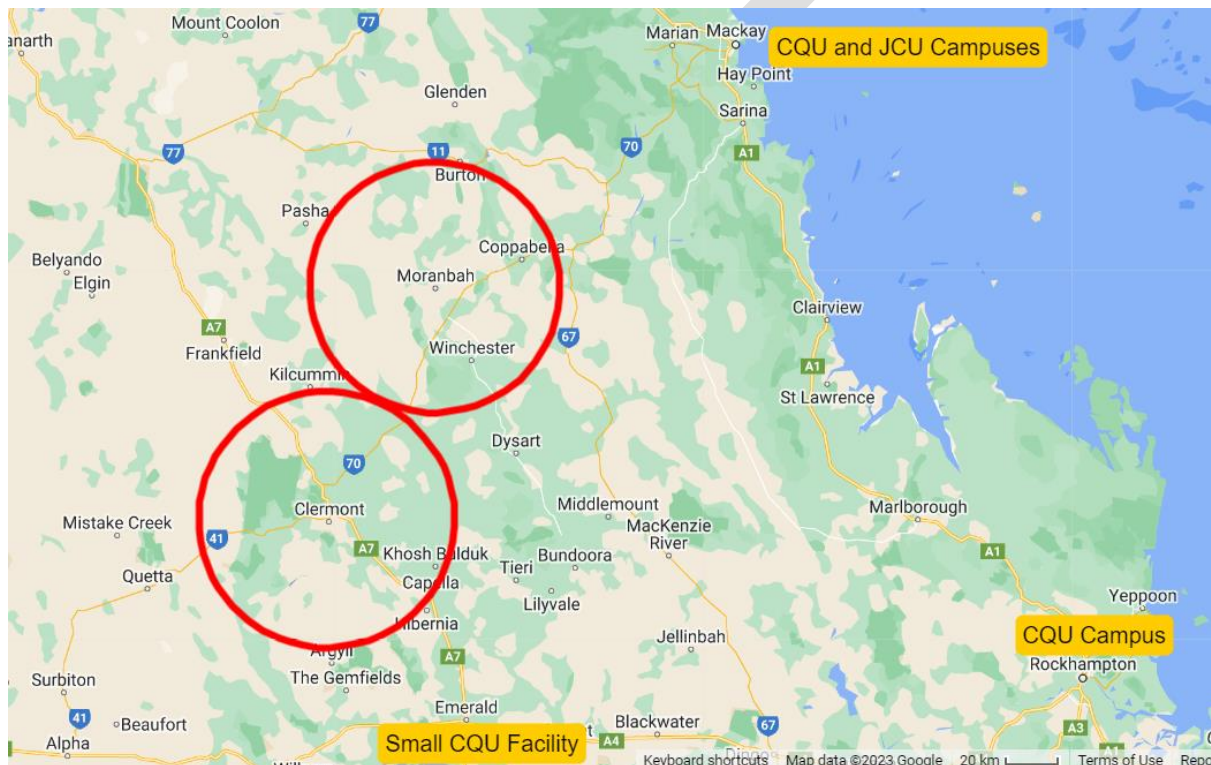 Mount Coolon
77
anarth
Marian
Mackay
CQU and JCU Campuses
Hay Point
Glenden
Sarina
77
11
70
A1
Burton
Pasha
Coppabella
Belyando
Elgin
Moranbah
Clairview
A7
67
Frankfield
Winchester
A1
Kilcummin
St Lawrence
Dysart
70
Clermont
Middlemount
Marlborough
Mistake Creek
MacKenzie
River
41
A7
A1
Khosh Bulduk
Bundoora
Quetta
Tieri
Capella
Lilyvale
Yeppoon
Hibernia
CQU Campus
Jellinbah
Argyll
A7
Rockhampton
The Gemfields
Surbiton
Emerald
41
Beaufort
Blackwater
67
A3
Alpha
Small CQU Facility
A4
A1
Keyboard shortcuts
Map data ©2023 Google
20 km
Terms of Use
Repo